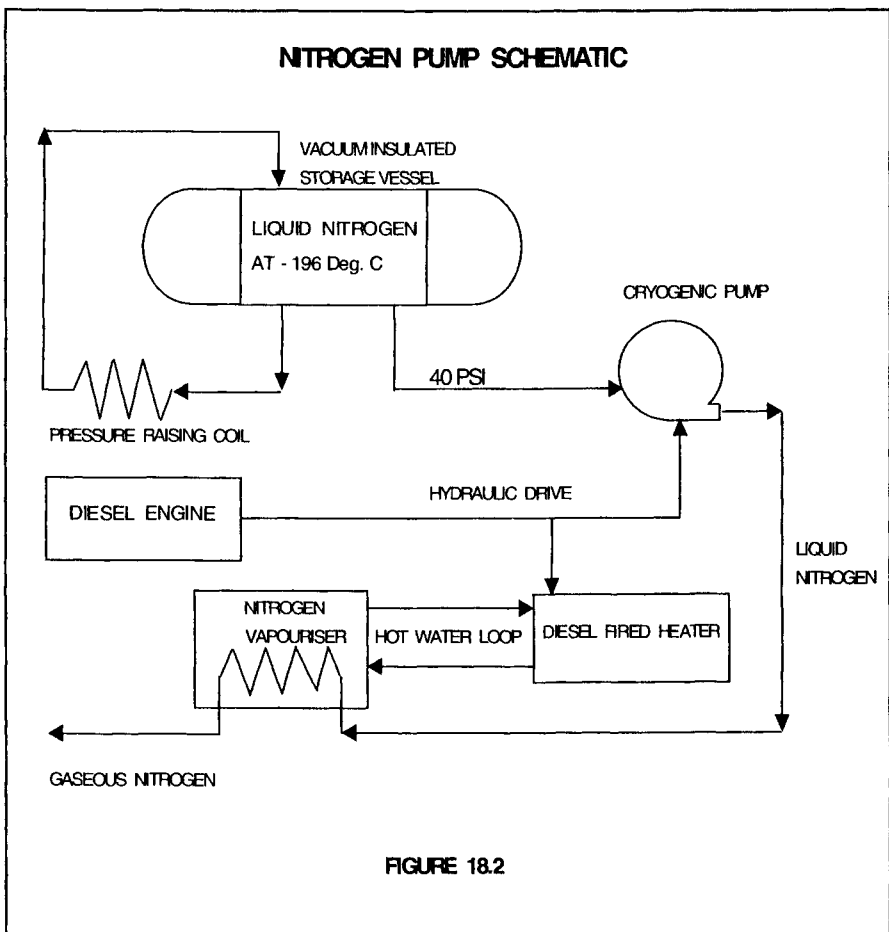 NITROGEN PUMP SCHEMATIC
VACUUM INSULATED
STORAGE VESSEL
LIQUID NITROGEN
AT - 196 Deg. C
CRYOGENIC PUMP
40 PSI
PRESSURE RAISING COIL
HYDRAULIC DRIVE
DIESEL ENGINE
LIQUID
NITROGEN
NITROGEN
VAPOURISER
HOT WATER LOOP
DIESEL FIRED HEATER
GASEOUS NITROGEN
FIGURE 18.2